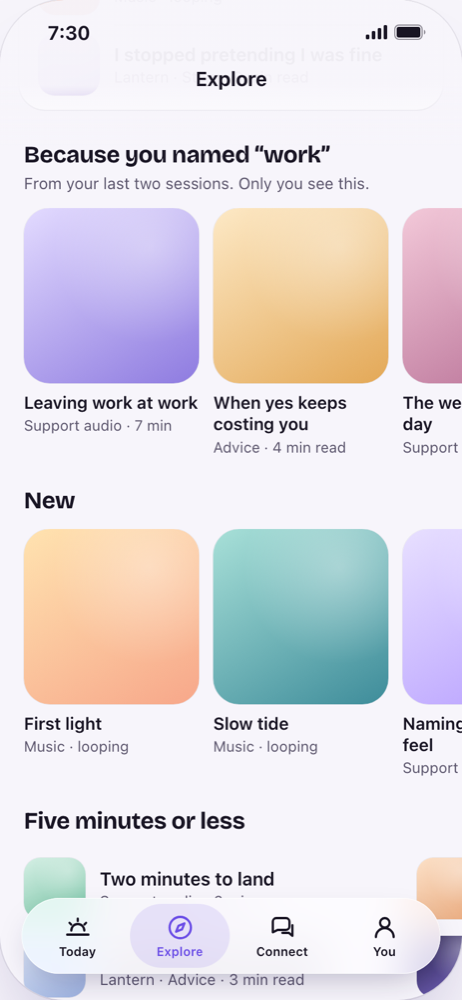 7:30
I stopped pretending I was fine
Explore
Because you named “work”
From your last two sessions. Only you see this.
Leaving work at work
Support audio · 7 min
When yes keeps
costing you
Advice · 4 min read
The we
day
Support
New
First light
Music · looping
Slow tide
Music · looping
Naming
feel
Support
Five minutes or less
Two minutes to land
Today
Explore
Connect
You
Lantern · Advice · 3 min read